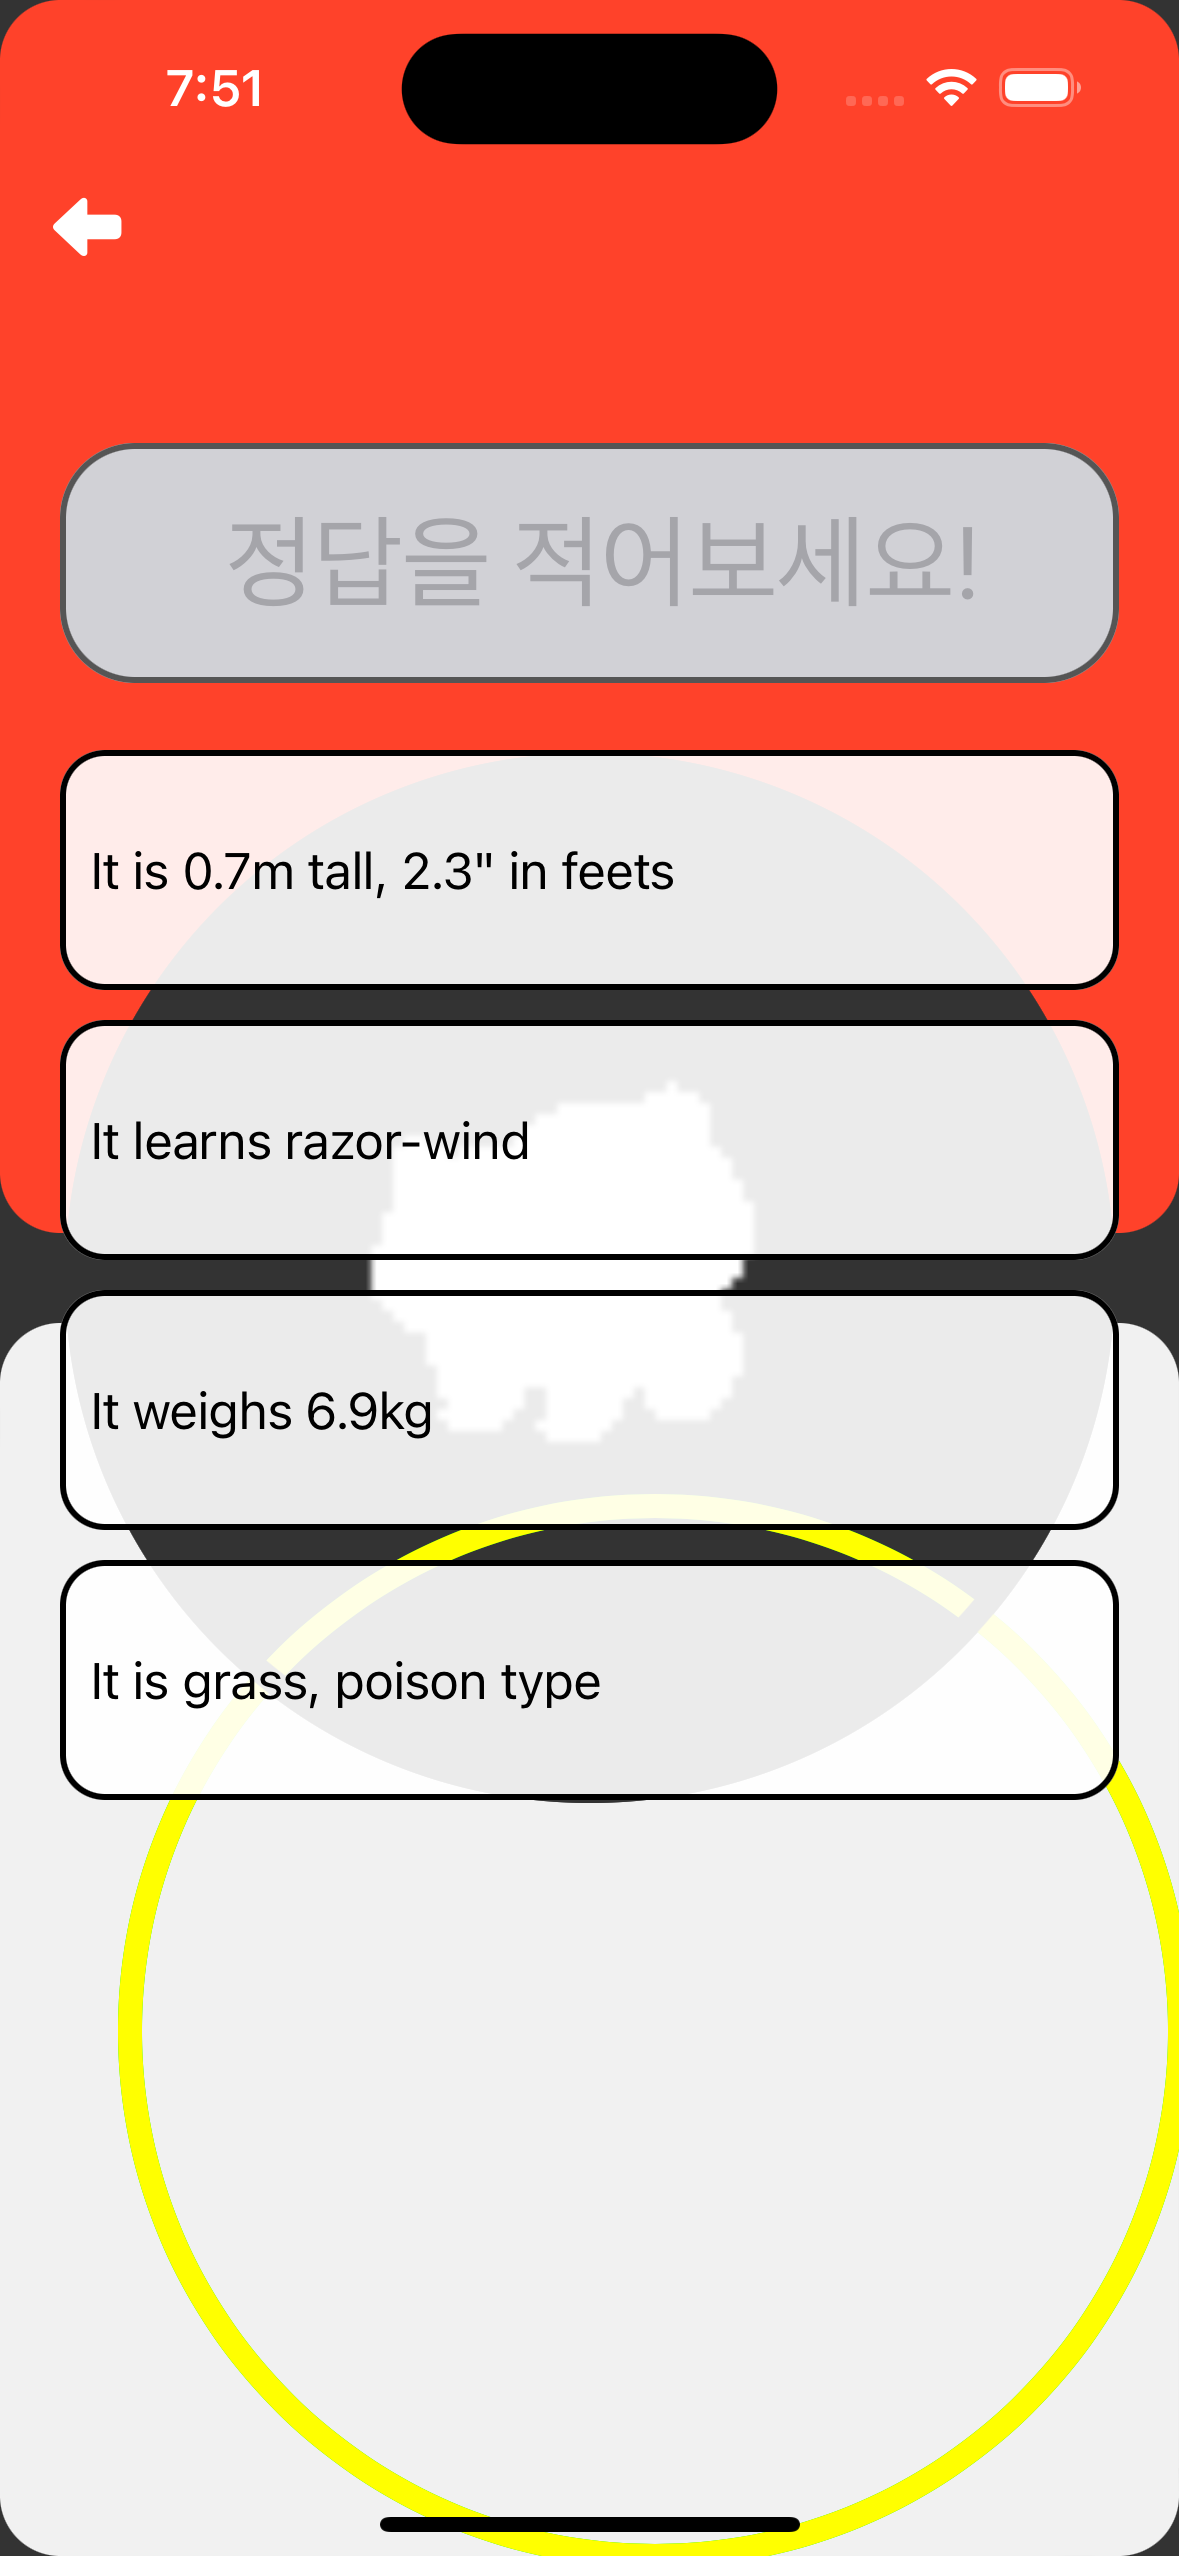 7:51
정답을 적어보세요!
It is 0.7m tall, 2.3" in feets
It learns razor-wind
It weighs 6.9kg
It is grass, poison type